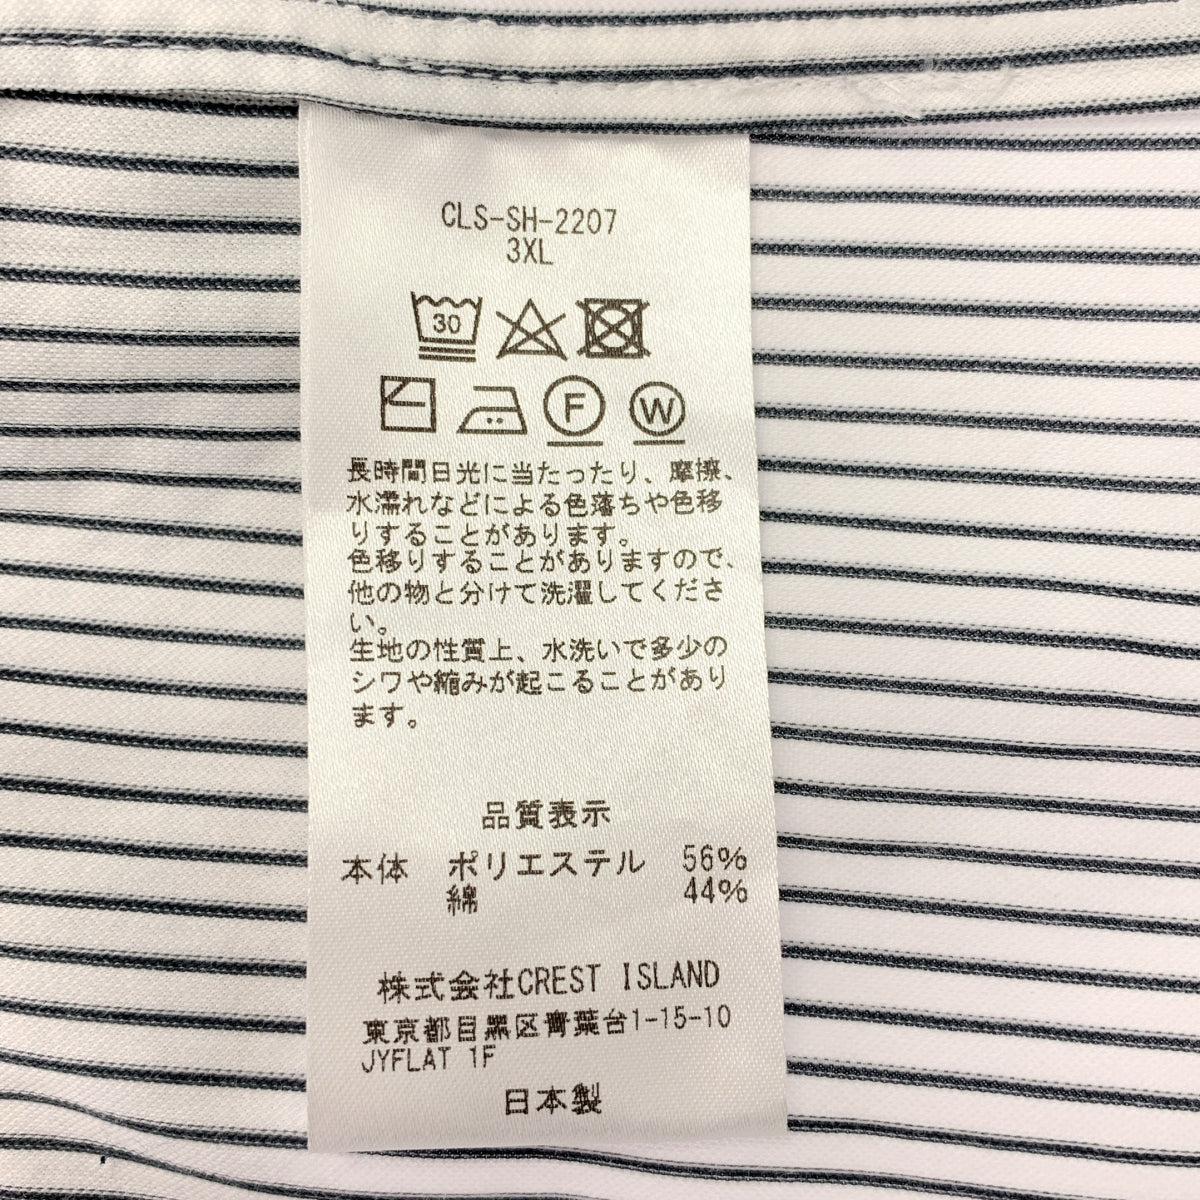 CLS-SH-2207
3XL
30
F W
長時間日光に当たったり、摩擦、
水濡れなどによる色落ちや色移
りすることがあります。
色移りすることがありますので、
他の物と分けて洗濯してくださ
い。
生地の性質上、水洗いで多少の
シワや縮みが起こることがあり
ます。
品質表示
本体 ポリエステル 56%
綿 44%
株式会社CREST ISLAND
東京都目黒区青葉台1-15-10
JYFLAT 1F
日本製